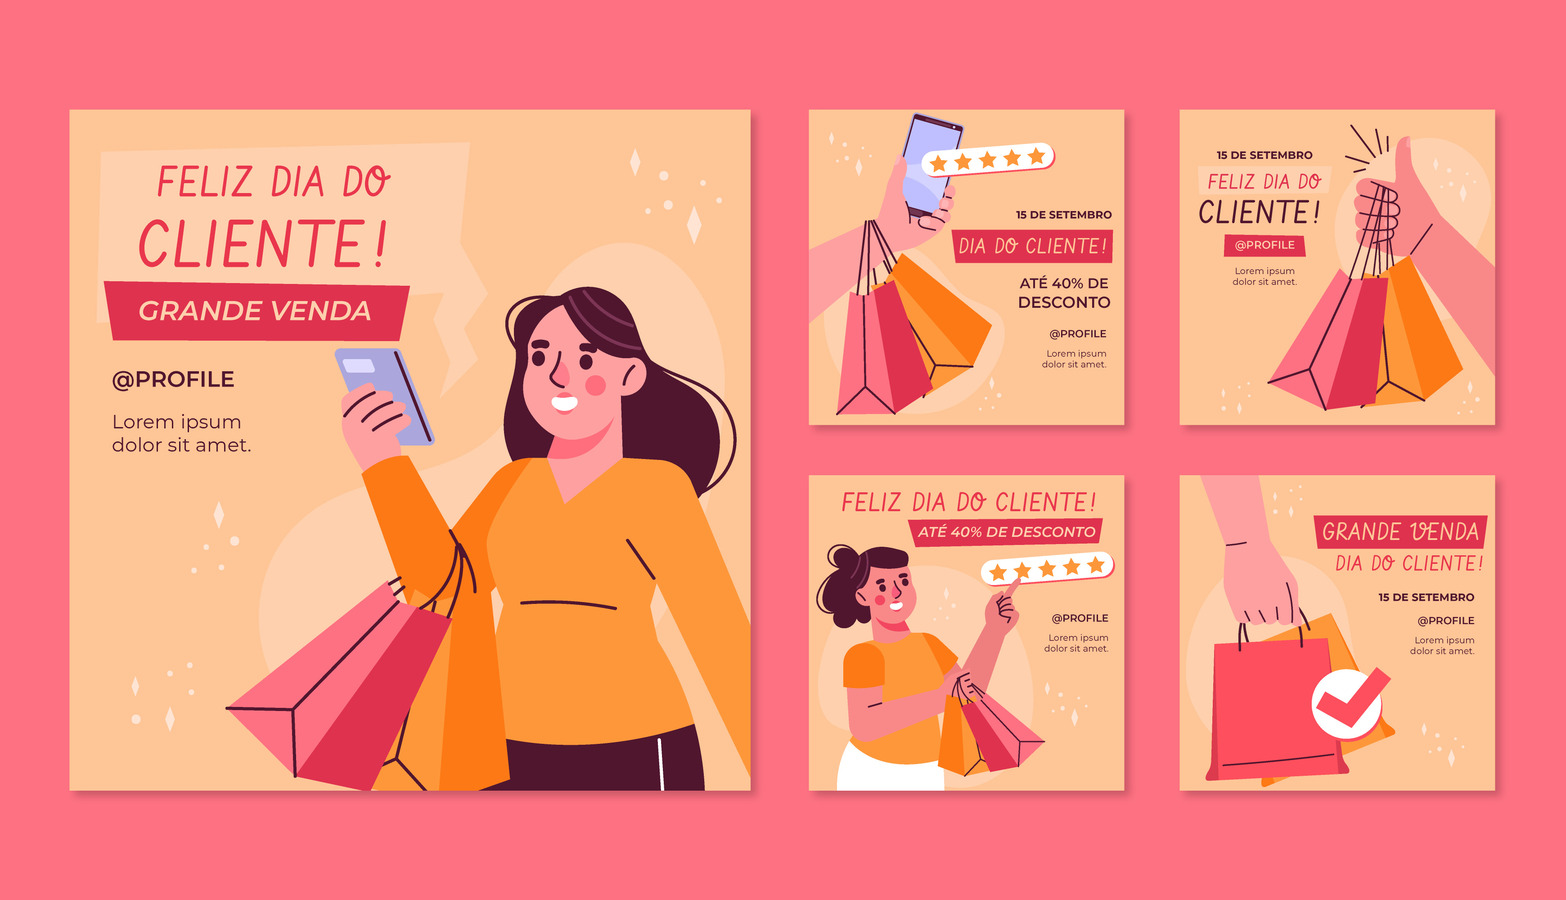 FELIZ DIA DO
CLIENTE!
GRANDE VENDA
@PROFILE
Lorem ipsum
dolor sit amet.
15 DE SETEMBRO
DIA DO CLIENTE!
ATÉ 40% DE
DESCONTO
@PROFILE
Lorem ipsum
dolor sit amet.
15 DE SETEMBRO
FELIZ DIA DO
CLIENTE!
@PROFILE
Lorem ipsum
dolor sit amet.
FELIZ DIA DO CLIENTE!
ATÉ 40% DE DESCONTO
@PROFILE
Lorem ipsum
dolor sit amet.
GRANDE VENDA
DIA DO CLIENTE!
15 DE SETEMBRO
@PROFILE
Lorem ipsum
dolor sit amet.